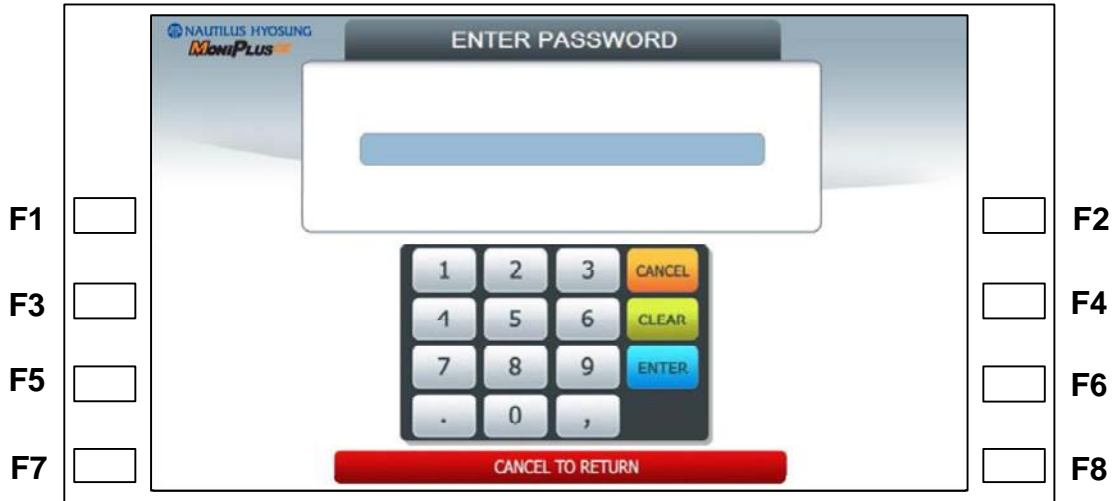 NAUTILUS HYOSUNG
MONIPLUS
ENTER PASSWORD
F1
F2
1 2 3 CANCEL
F3
F4
4 5 6 CLEAR
7 8 9 ENTER
F5
F6
. 0 ,
CANCEL TO RETURN
F7
F8